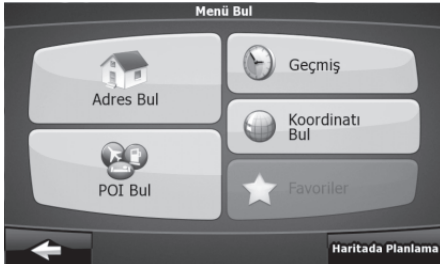 Menü Bul
Adres Bul
Geçmiş
Koordinatı
Bul
POI Bul
Favoriler
Haritada Planlama